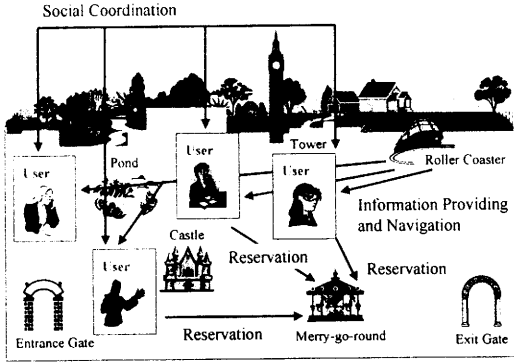 Social Coordination
Tower
User
Pond
User
User
Roller Coaster
Information Providing
and Navigation
User
Castle
Reservation
Reservation
Entrance Gate
Reservation
Merry-go-round
Exit Gate